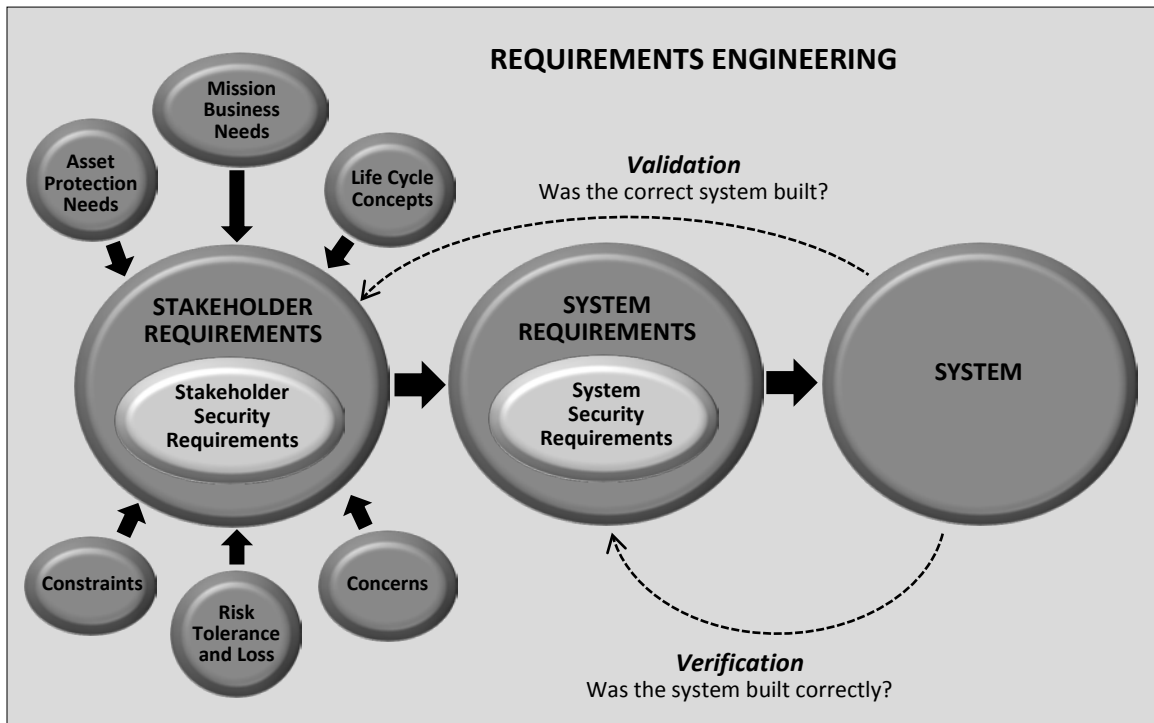 REQUIREMENTS ENGINEERING
Mission
Business
Needs
Asset
Protection
Needs
Life Cycle
Concepts
Validation
Was the correct system built?
STAKEHOLDER
REQUIREMENTS
Stakeholder
Security
Requirements
SYSTEM
REQUIREMENTS
System
Security
Requirements
SYSTEM
Constraints
Risk
Tolerance
and Loss
Concerns
Verification
Was the system built correctly?